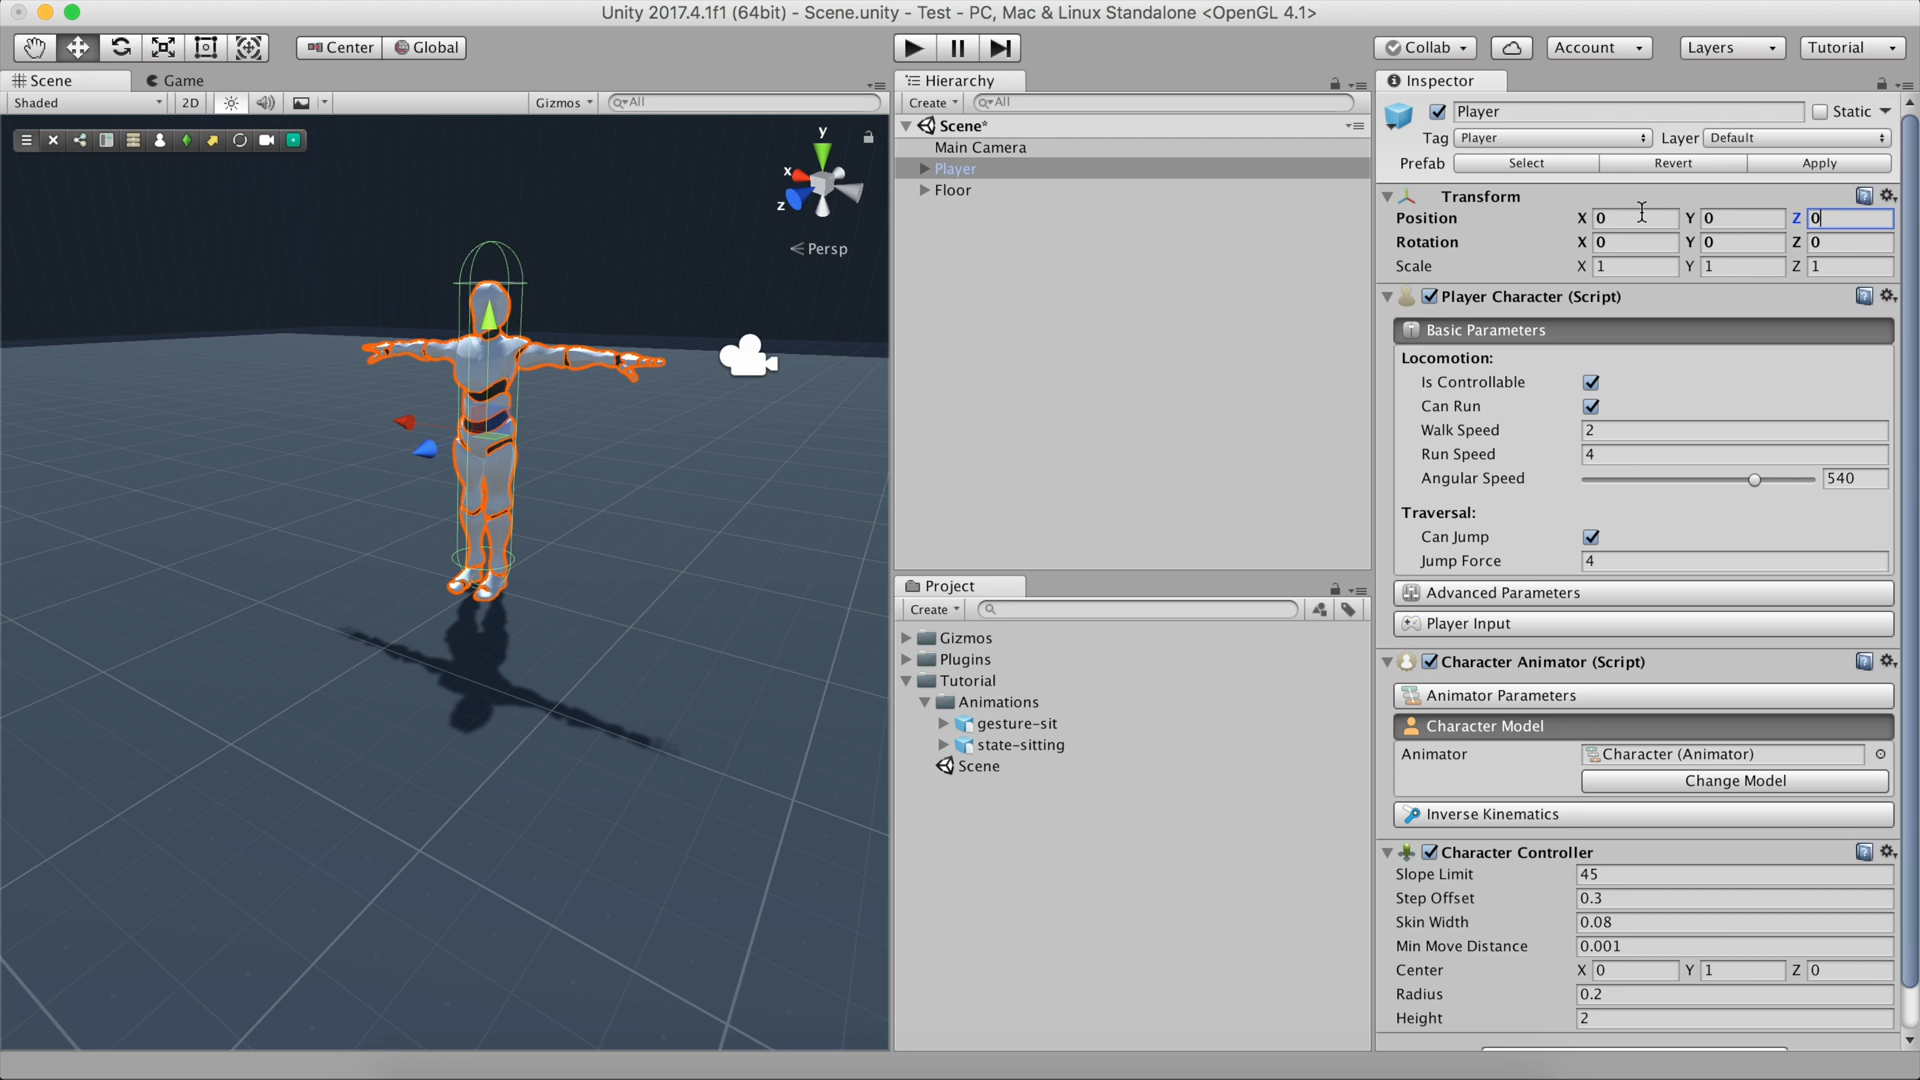 Unity 2017.4.1f1 (64bit) - Scene.unity - Test - PC, Mac & Linux Standalone <OpenGL 4.1>
Center Global
Collab Account Layers Tutorial
Scene Game
Shaded 2D Gizmos All
y
x
z
Persp
Hierarchy
Create All
Scene*
Main Camera
Player
Floor
Project
Create
Gizmos
Plugins
Tutorial
Animations
gesture-sit
state-sitting
Scene
Inspector
Player Static
Tag Player Layer Default
Prefab Select Revert Apply
Transform
Position X 0 Y 0 Z 0
Rotation X 0 Y 0 Z 0
Scale X 1 Y 1 Z 1
Player Character (Script)
Basic Parameters
Locomotion:
Is Controllable
Can Run
Walk Speed 2
Run Speed 4
Angular Speed 540
Traversal:
Can Jump
Jump Force 4
Advanced Parameters
Player Input
Character Animator (Script)
Animator Parameters
Character Model
Animator Character (Animator)
Change Model
Inverse Kinematics
Character Controller
Slope Limit 45
Step Offset 0.3
Skin Width 0.08
Min Move Distance 0.001
Center X 0 Y 1 Z 0
Radius 0.2
Height 2